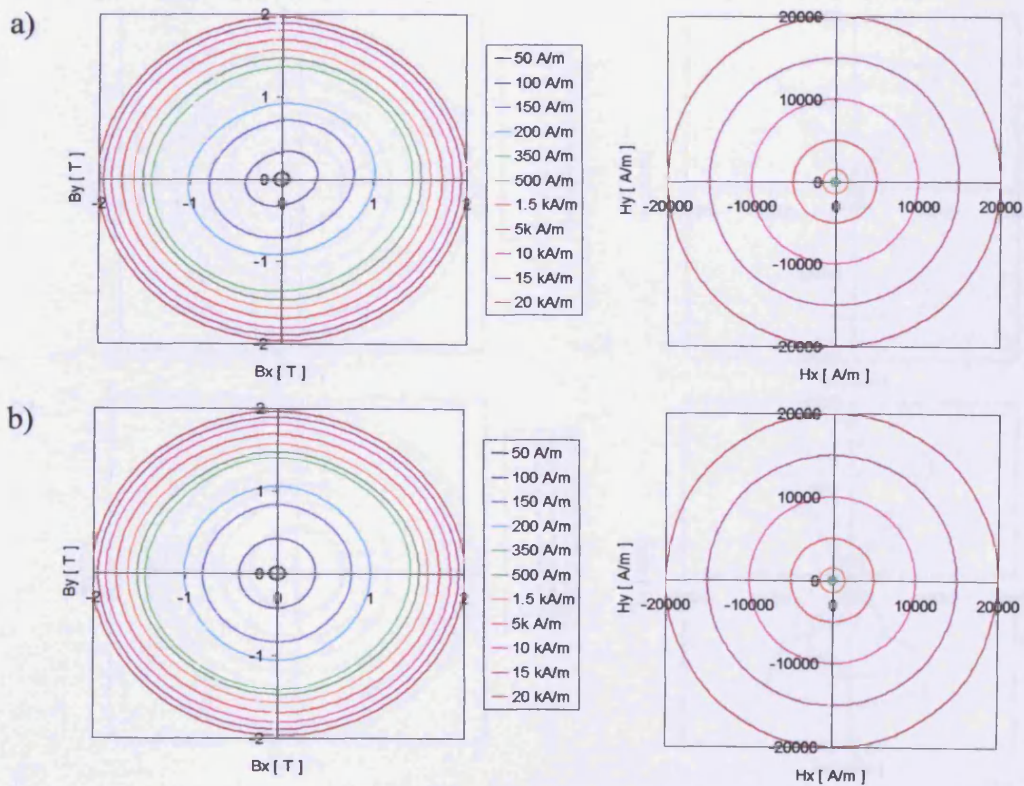 a)
2
1
0
-1
-2
-2
-1
0
1
2
By [ T ]
Bx [ T ]
50 A/m
100 A/m
150 A/m
200 A/m
350 A/m
500 A/m
1.5 kA/m
5k A/m
10 kA/m
15 kA/m
20 kA/m
20000
10000
0
-10000
-20000
-20000
-10000
0
10000
20000
Hy [ A/m ]
Hx [ A/m ]
b)
2
1
0
-1
-2
-2
-1
0
1
2
By [ T ]
Bx [ T ]
50 A/m
100 A/m
150 A/m
200 A/m
350 A/m
500 A/m
1.5 kA/m
5k A/m
10 kA/m
15 kA/m
20 kA/m
20000
10000
0
-10000
-20000
-20000
-10000
0
10000
20000
Hy [ A/m ]
Hx [ A/m ]